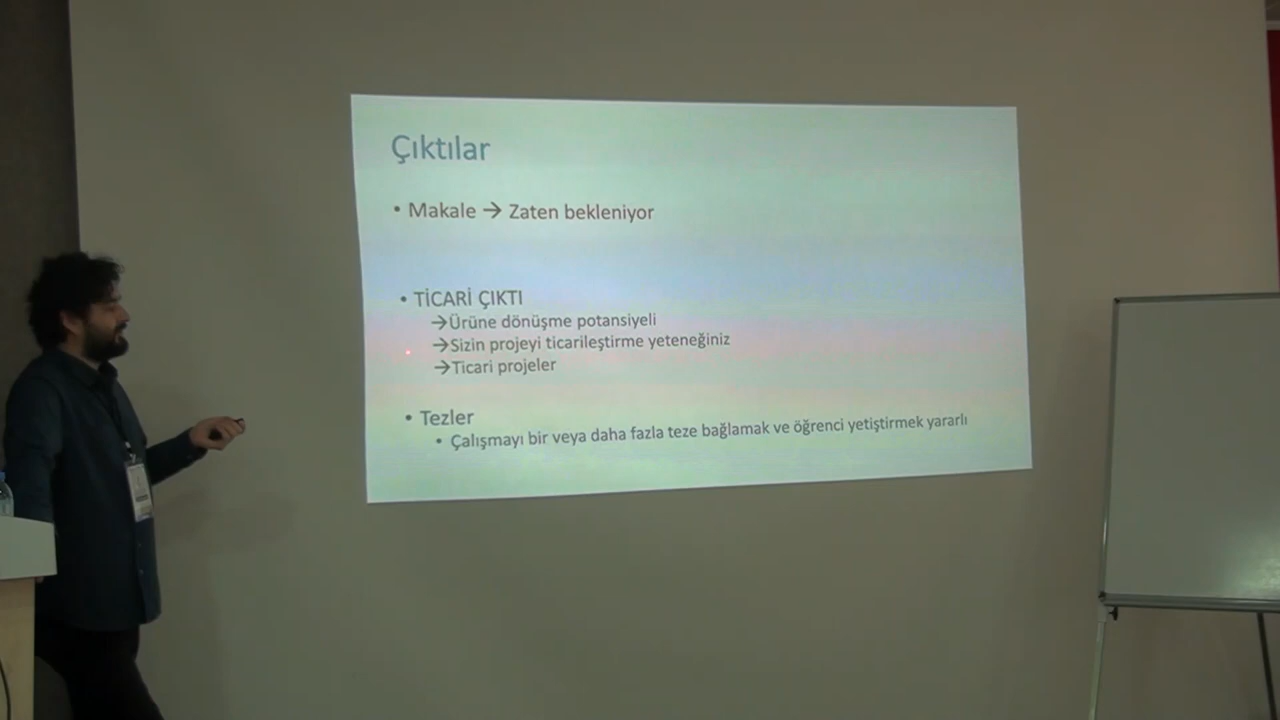 Çıktılar
• Makale → Zaten bekleniyor
• TİCARİ ÇIKTI
→Ürüne dönüşme potansiyeli
→Sizin projeyi ticarileştirme yeteneğiniz
→Ticari projeler
• Tezler
• Çalışmayı bir veya daha fazla teze bağlamak ve öğrenci yetiştirmek yararlı